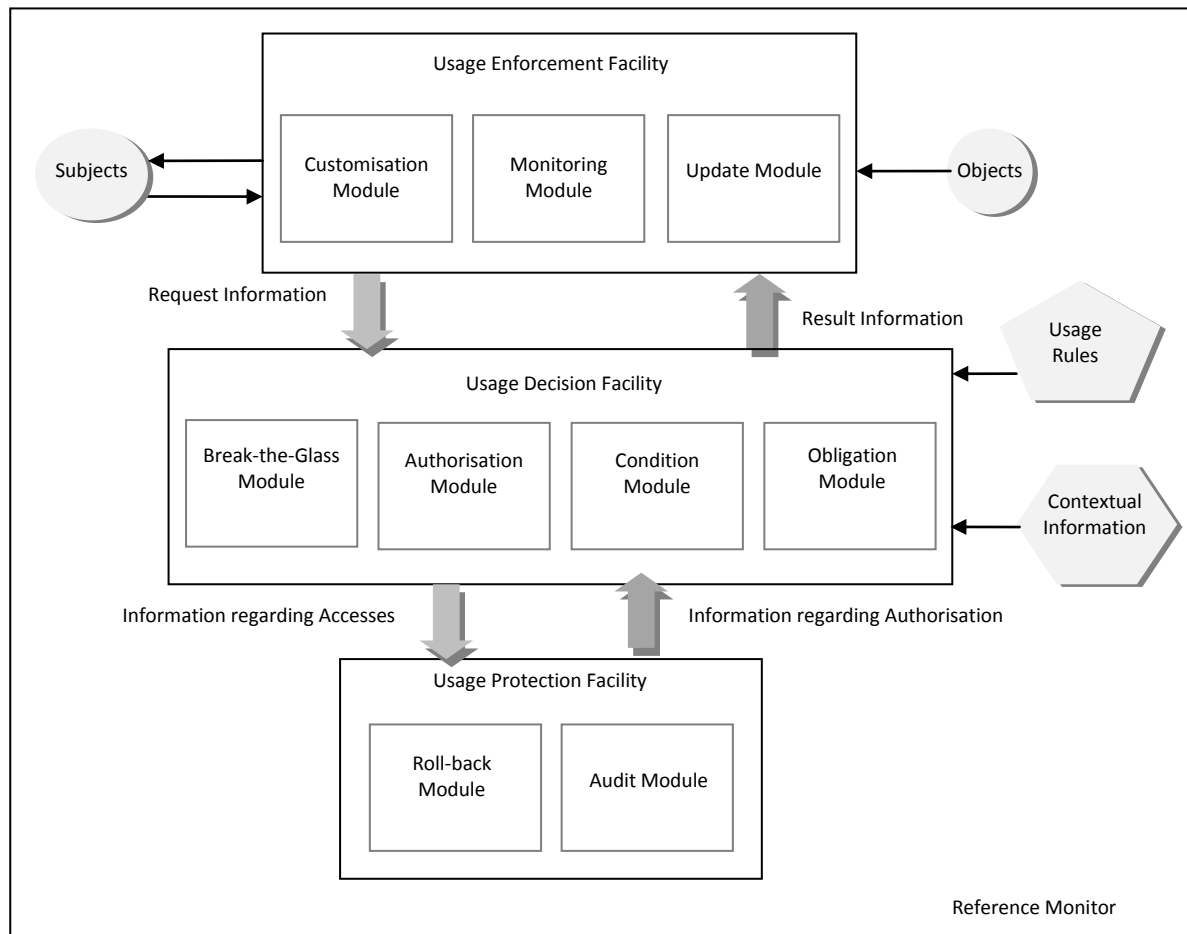 Usage Enforcement Facility
Subjects
Customisation
Module
Monitoring
Module
Update Module
Objects
Request Information
Result Information
Usage
Rules
Usage Decision Facility
Break-the-Glass
Module
Authorisation
Module
Condition
Module
Obligation
Module
Contextual
Information
Information regarding Accesses
Information regarding Authorisation
Usage Protection Facility
Roll-back
Module
Audit Module
Reference Monitor